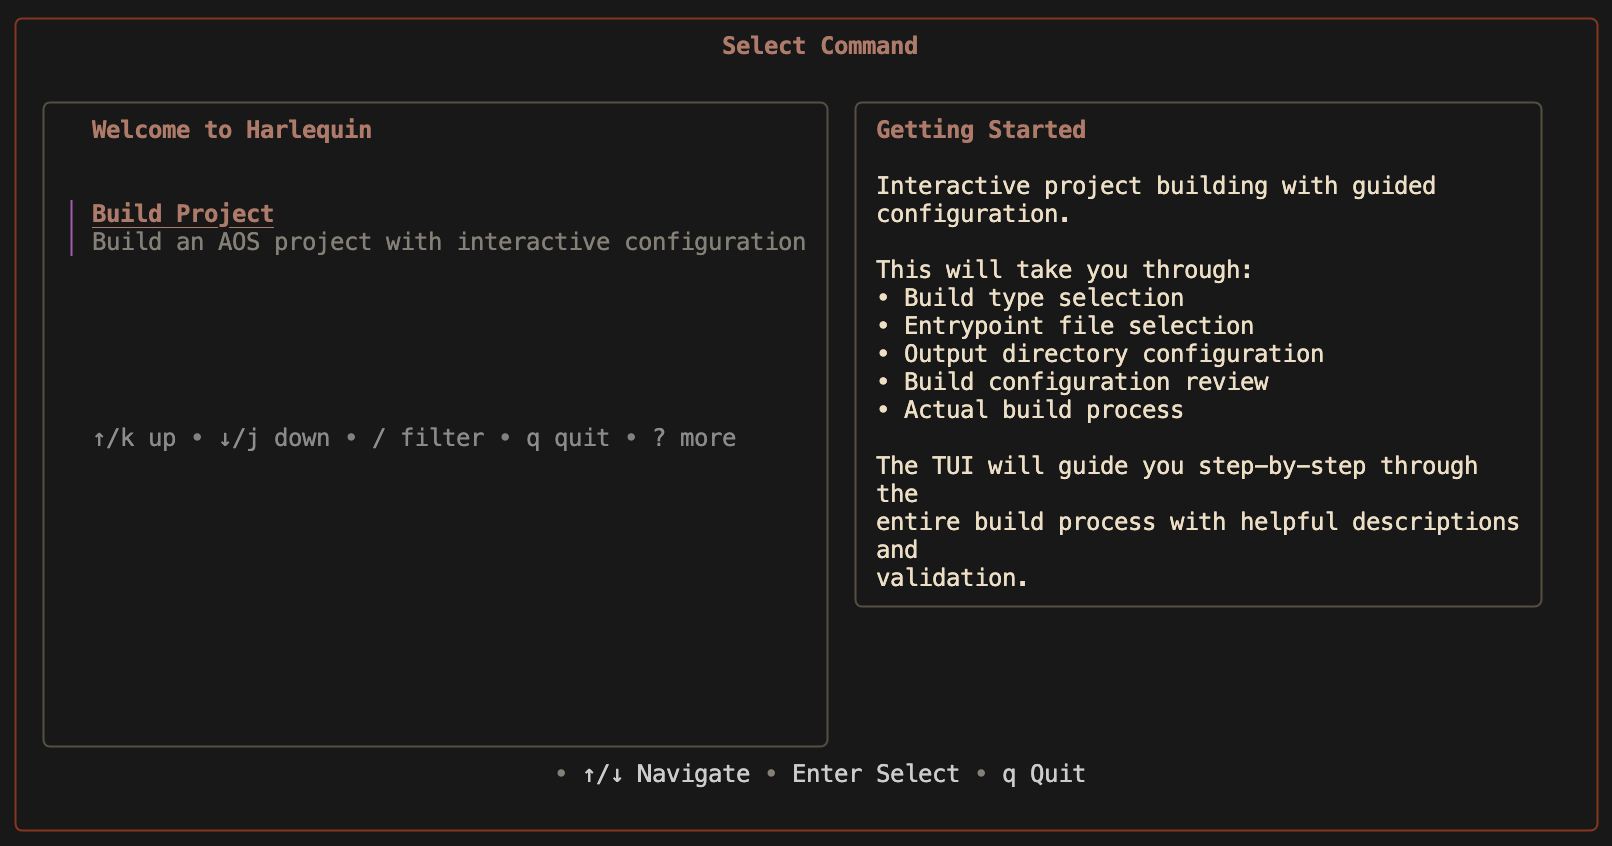 Select Command
Welcome to Harlequin
Build Project
Build an AOS project with interactive configuration
↑/k up • ↓/j down • / filter • q quit • ? more
Getting Started
Interactive project building with guided
configuration.
This will take you through:
• Build type selection
• Entrypoint file selection
• Output directory configuration
• Build configuration review
• Actual build process
The TUI will guide you step-by-step through
the
entire build process with helpful descriptions
and
validation.
• ↑/↓ Navigate • Enter Select • q Quit